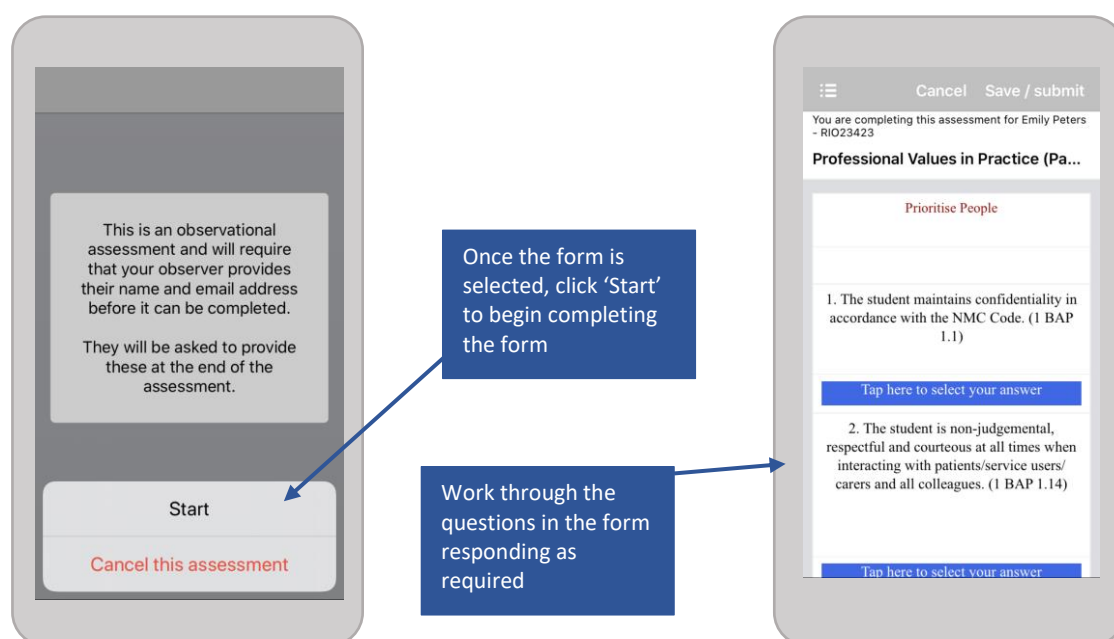 This is an observational
assessment and will require
that your observer provides
their name and email address
before it can be completed.
They will be asked to provide
these at the end of the
assessment.
Start
Cancel this assessment
Once the form is
selected, click ‘Start’
to begin completing
the form
Work through the
questions in the form
responding as
required
Cancel Save / submit
You are completing this assessment for Emily Peters
- RIO23423
Professional Values in Practice (Pa...
Prioritise People
1. The student maintains confidentiality in
accordance with the NMC Code. (1 BAP
1.1)
Tap here to select your answer
2. The student is non-judgemental,
respectful and courteous at all times when
interacting with patients/service users/
carers and all colleagues. (1 BAP 1.14)
Tap here to select your answer